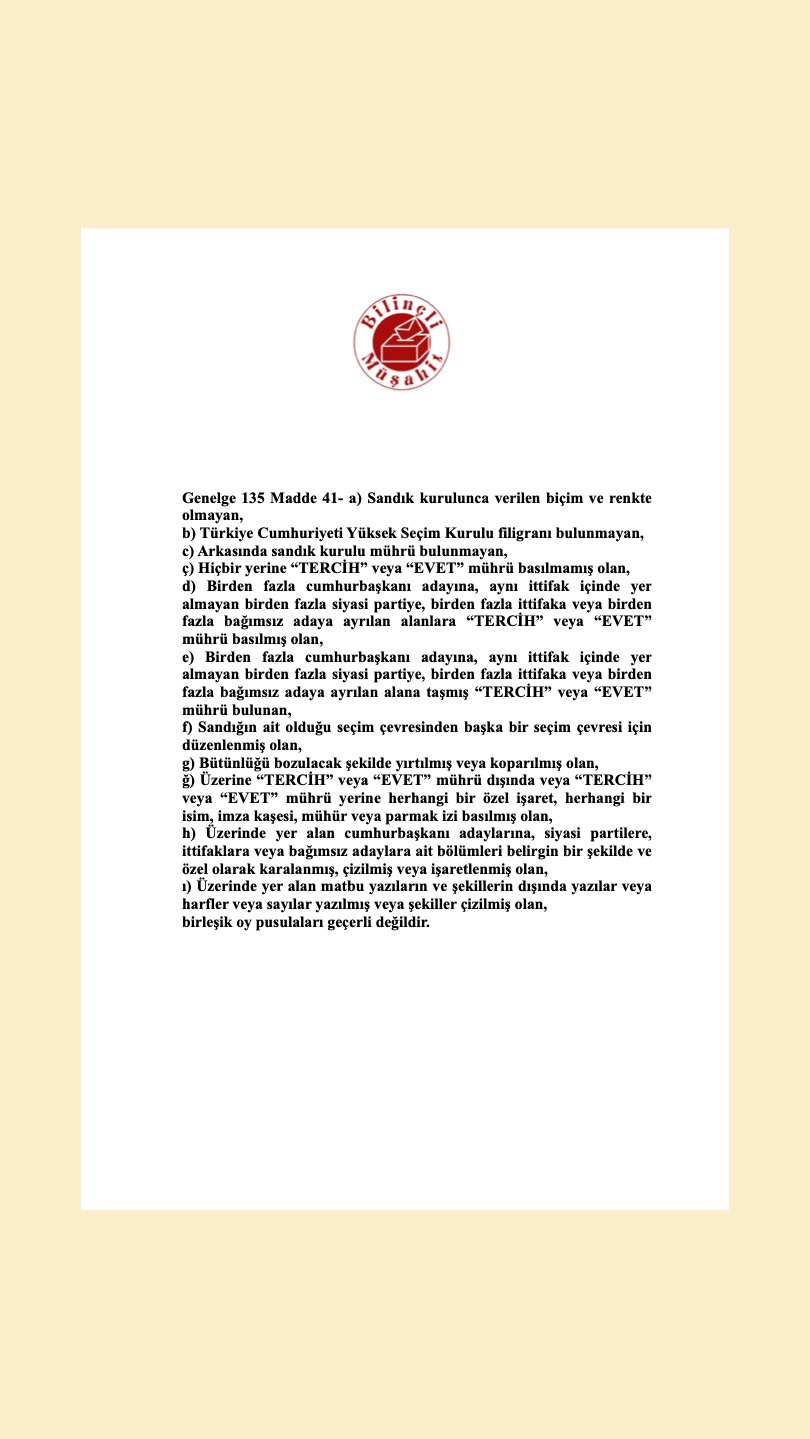 Bilinçli
Müşahit
Genelge 135 Madde 41- a) Sandık kurulunca verilen biçim ve renkte
olmayan,
b) Türkiye Cumhuriyeti Yüksek Seçim Kurulu filigranı bulunmayan,
c) Arkasında sandık kurulu mührü bulunmayan,
ç) Hiçbir yerine “TERCİH” veya “EVET” mührü basılmamış olan,
d) Birden fazla cumhurbaşkanı adayına, aynı ittifak içinde yer
almayan birden fazla siyasi partiye, birden fazla ittifaka veya birden
fazla bağımsız adaya ayrılan alanlara “TERCİH” veya “EVET”
mührü basılmış olan,
e) Birden fazla cumhurbaşkanı adayına, aynı ittifak içinde yer
almayan birden fazla siyasi partiye, birden fazla ittifaka veya birden
fazla bağımsız adaya ayrılan alana taşmış “TERCİH” veya “EVET”
mührü bulunan,
f) Sandığın ait olduğu seçim çevresinden başka bir seçim çevresi için
düzenlenmiş olan,
g) Bütünlüğü bozulacak şekilde yırtılmış veya koparılmış olan,
ğ) Üzerine “TERCİH” veya “EVET” mührü dışında veya “TERCİH”
veya “EVET” mührü yerine herhangi bir özel işaret, herhangi bir
isim, imza kaşesi, mühür veya parmak izi basılmış olan,
h) Üzerinde yer alan cumhurbaşkanı adaylarına, siyasi partilere,
ittifaklara veya bağımsız adaylara ait bölümleri belirgin bir şekilde ve
özel olarak karalanmış, çizilmiş veya işaretlenmiş olan,
ı) Üzerinde yer alan matbu yazıların ve şekillerin dışında yazılar veya
harfler veya sayılar yazılmış veya şekiller çizilmiş olan,
birleşik oy pusulaları geçerli değildir.